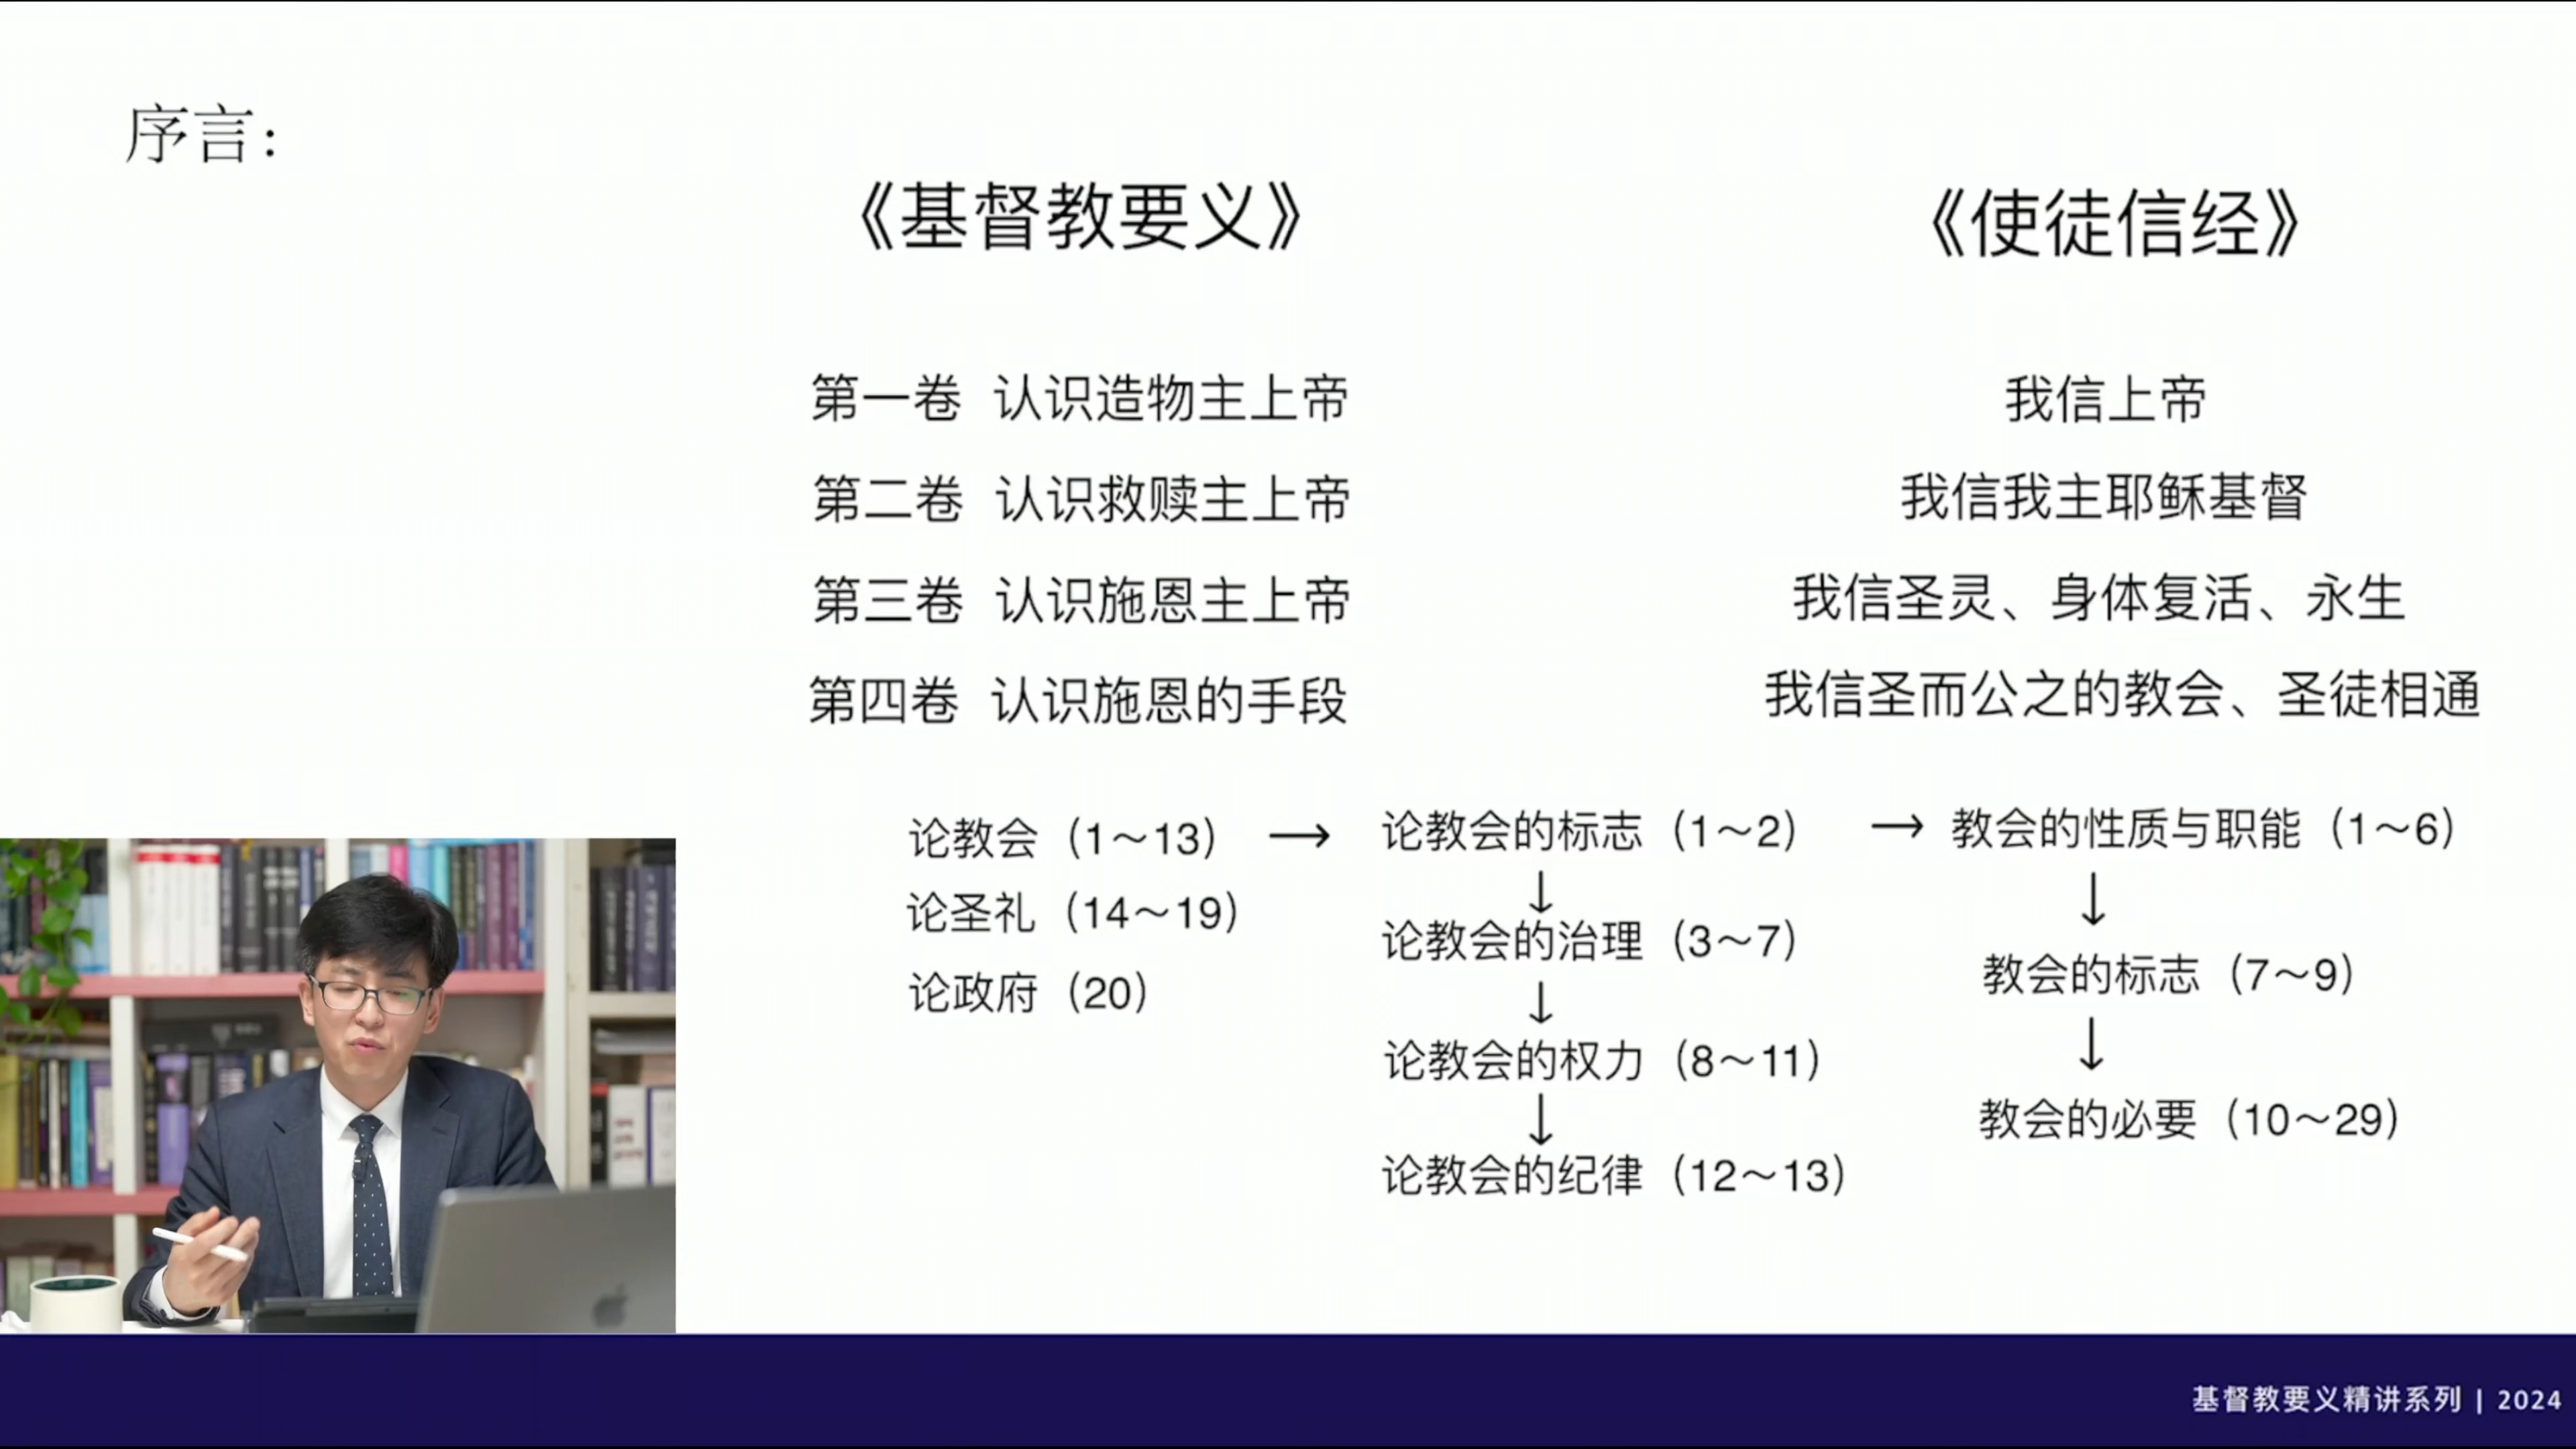 序言：
《基督教要义》
《使徒信经》
第一卷 认识造物主上帝
我信上帝
第二卷 认识救赎主上帝
我信我主耶稣基督
第三卷 认识施恩主上帝
我信圣灵、身体复活、永生
第四卷 认识施恩的手段
我信圣而公之的教会、圣徒相通
论教会（1～13） → 论教会的标志（1～2） → 教会的性质与职能（1～6）
↓ ↓
论圣礼（14～19） 论教会的治理（3～7） 教会的标志（7～9）
↓ ↓
论政府（20） 论教会的权力（8～11） 教会的必要（10～29）
↓
论教会的纪律（12～13）
基督教要义精讲系列 | 2024